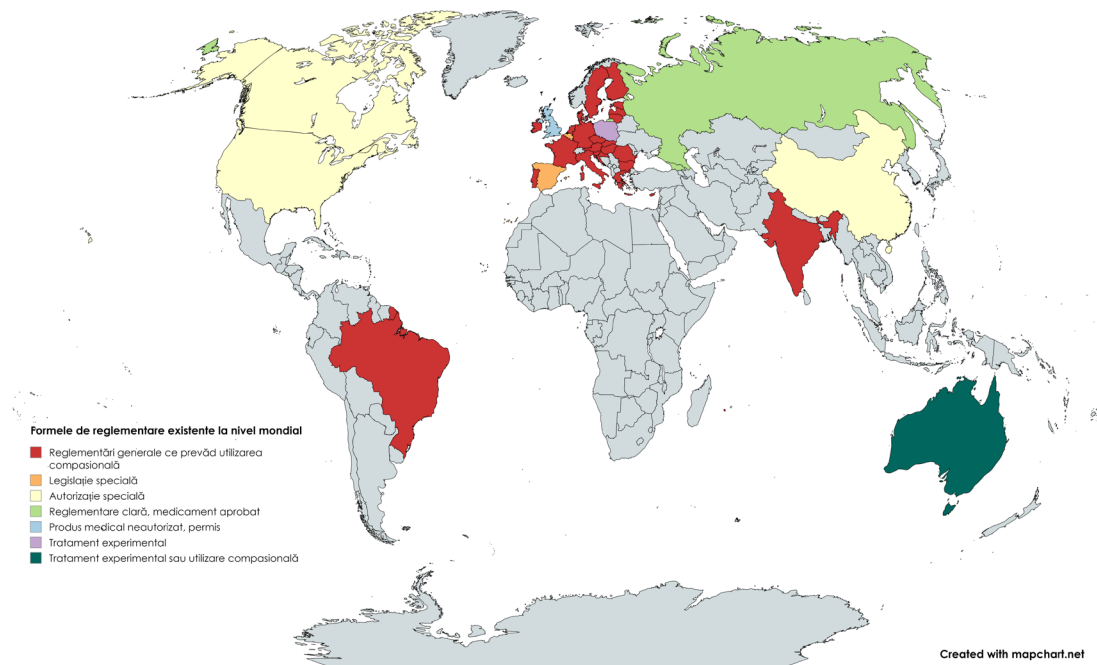 Formele de reglementare existente la nivel mondial
Reglementări generale ce prevăd utilizarea
compasională
Legislație specială
Autorizație specială
Reglementare clară, medicament aprobat
Produs medical neautorizat, permis
Tratament experimental
Tratament experimental sau utilizare compasională
Created with mapchart.net